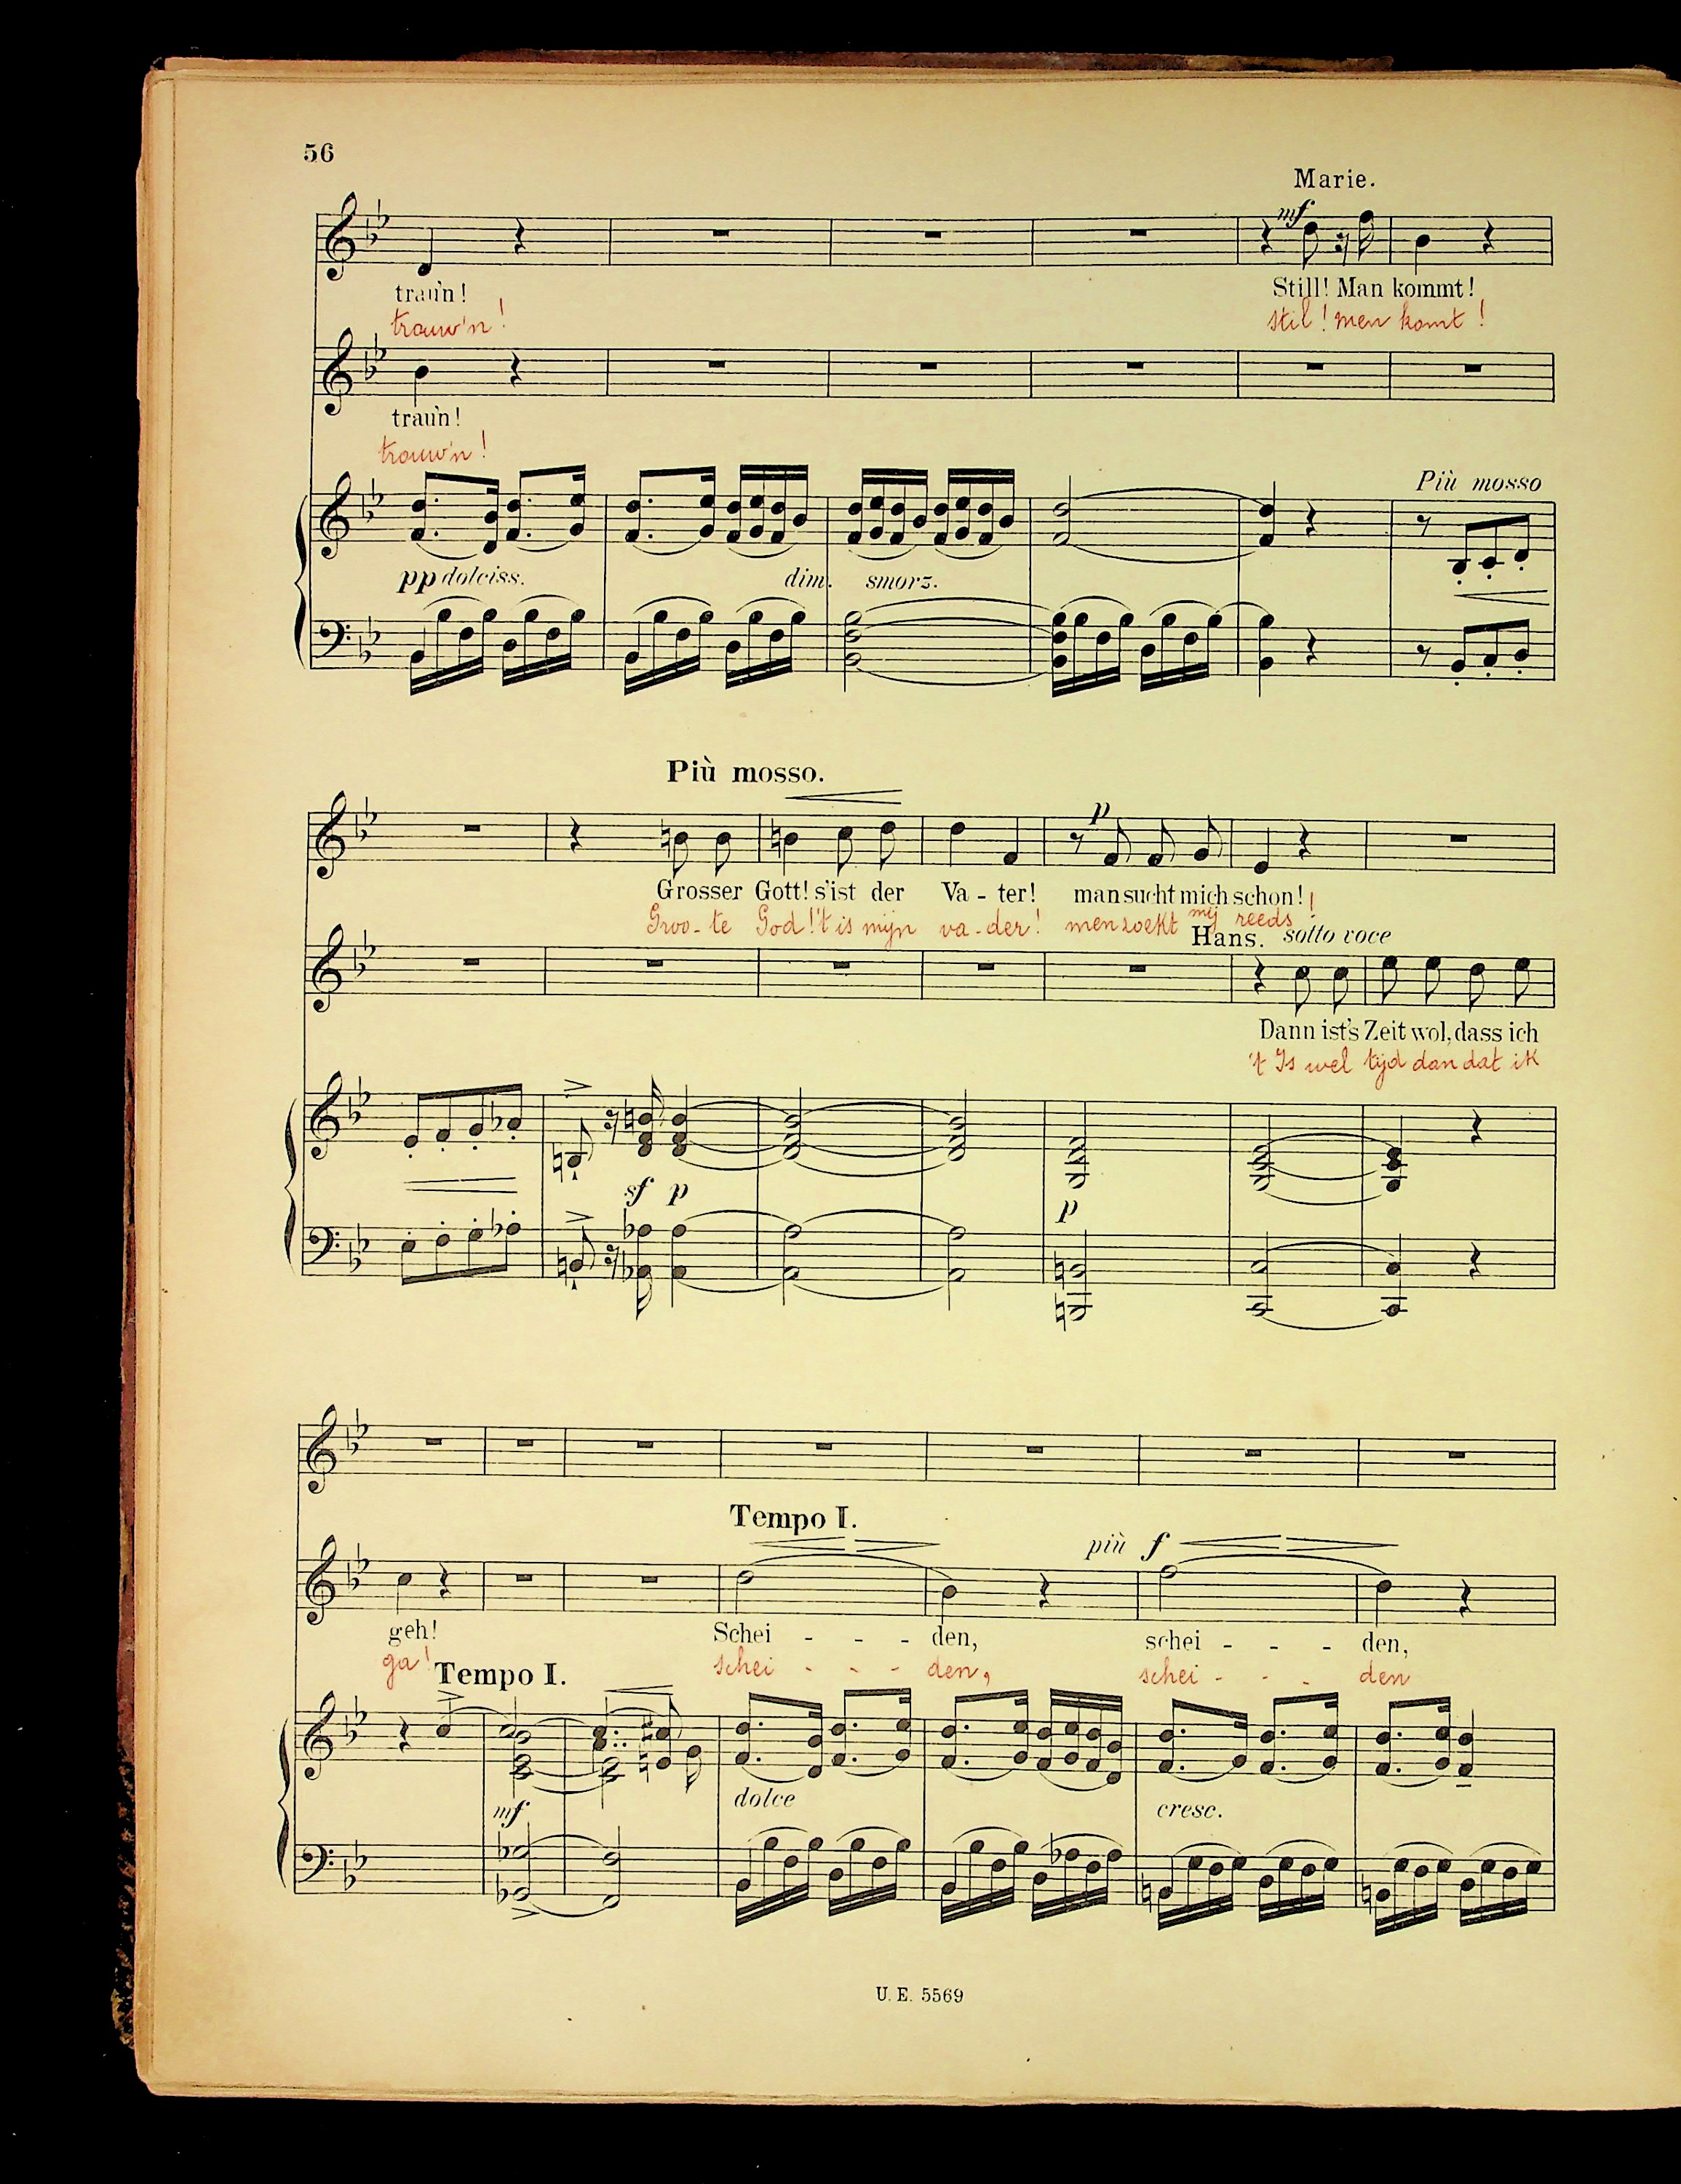 56
Marie.
mf
trau'n! Still! Man kommt!
trouw'n! stil! men komt!
trau'n!
trouw'n!
Più mosso
pp dolciss. dim. smorz.
Più mosso.
p
Grosser Gott! s'ist der Va - ter! man sucht mich schon!
Groo - te God! 't is mijn va - der! men zoekt mij reeds!
Hans. sotto voce
Dann ist's Zeit wol, dass ich
't Is wel tijd dan dat ik
sf p p
Tempo I.
più f
geh! Schei - - - den, schei - - - den,
ga! schei - - - den, schei - - - den
Tempo I.
mf dolce cresc.
U. E. 5569